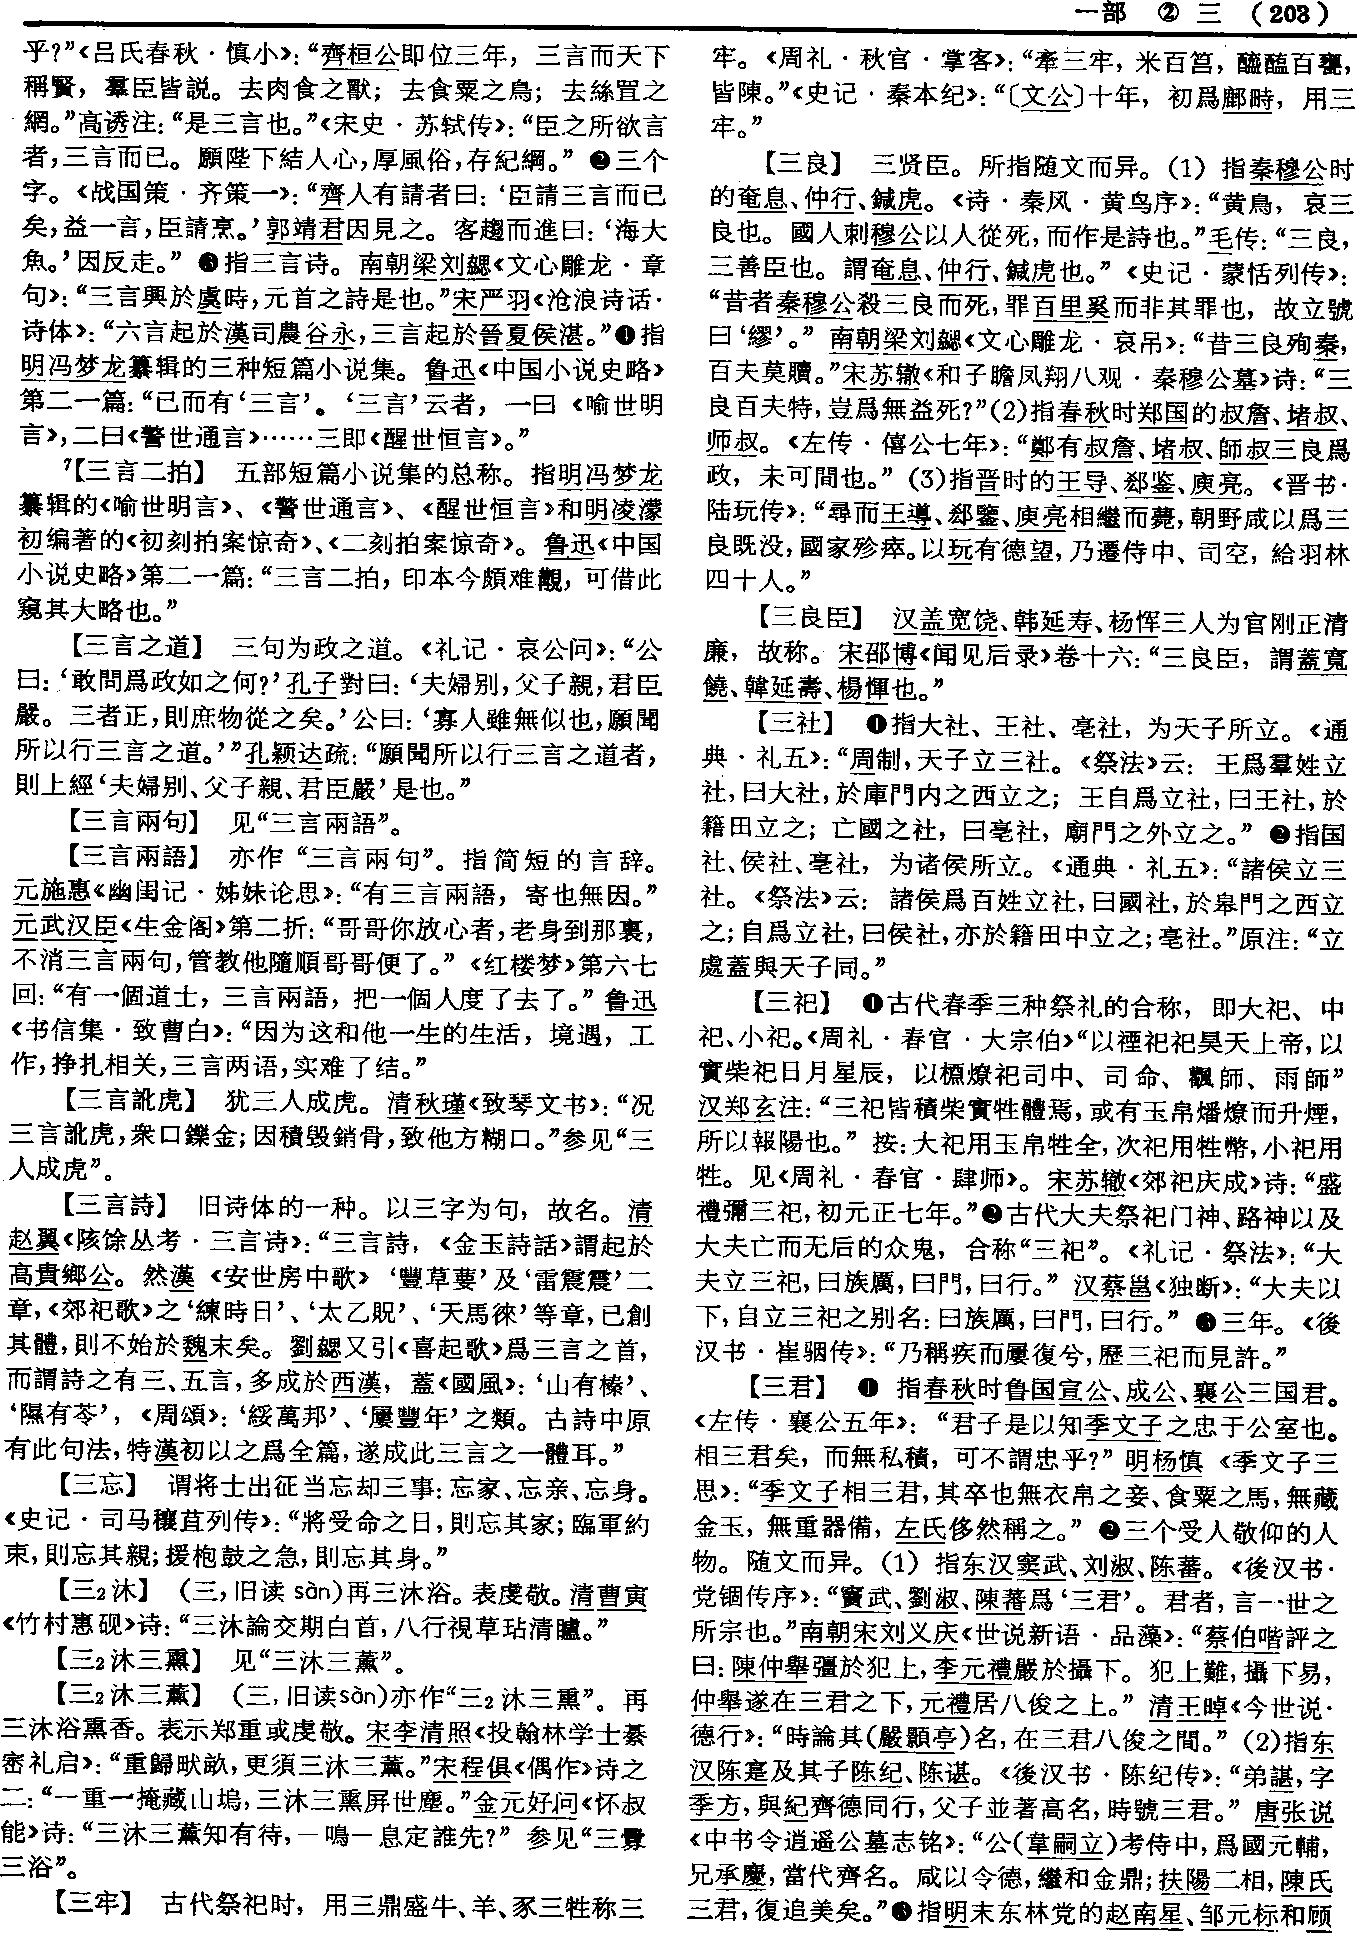 一部 ② 三 (203)
乎？”《吕氏春秋·慎小》：“齊桓公即位三年，三言而天下
稱賢，羣臣皆説。去肉食之獸；去食粟之鳥；去絲罝之
網。”高诱注：“是三言也。”《宋史·苏轼传》：“臣之所欲言
者，三言而已。願陛下結人心，厚風俗，存紀綱。” ❷三个
字。《战国策·齐策一》：“齊人有請者曰：‘臣請三言而已
矣，益一言，臣請烹。’郭靖君因見之。客趨而進曰：‘海大
魚。’因反走。” ❸指三言诗。南朝梁刘勰《文心雕龙·章
句》：“三言興於虞時，元首之詩是也。”宋严羽《沧浪诗话·
诗体》：“六言起於漢司農谷永，三言起於晉夏侯湛。”❹指
明冯梦龙纂辑的三种短篇小说集。鲁迅《中国小说史略》
第二一篇：“已而有‘三言’。‘三言’云者，一曰《喻世明
言》，二曰《警世通言》……三即《醒世恒言》。”
【三言二拍】 五部短篇小说集的总称。指明冯梦龙
纂辑的《喻世明言》、《警世通言》、《醒世恒言》和明凌濛
初编著的《初刻拍案惊奇》、《二刻拍案惊奇》。鲁迅《中国
小说史略》第二一篇：“三言二拍，印本今頗难觀，可借此
窺其大略也。”
【三言之道】 三句为政之道。《礼记·哀公问》：“公
曰：‘敢問爲政如之何？’孔子對曰：‘夫婦别，父子親，君臣
嚴。三者正，則庶物從之矣。’公曰：‘寡人雖無似也，願聞
所以行三言之道。’”孔颖达疏：“願聞所以行三言之道者，
則上經‘夫婦别、父子親、君臣嚴’是也。”
【三言兩句】 见“三言兩語”。
【三言兩語】 亦作“三言兩句”。指简短的言辞。
元施惠《幽闺记·姊妹论思》：“有三言兩語，寄也無因。”
元武汉臣《生金阁》第二折：“哥哥你放心者，老身到那裏，
不消三言兩句，管教他隨順哥哥便了。”《红楼梦》第六七
回：“有一個道士，三言兩語，把一個人度了去了。”鲁迅
《书信集·致曹白》：“因为这和他一生的生活，境遇，工
作，挣扎相关，三言两语，实难了结。”
【三言訛虎】 犹三人成虎。清秋瑾《致琴文书》：“况
三言訛虎，衆口鑠金；因積毁銷骨，致他方糊口。”参见“三
人成虎”。
【三言詩】 旧诗体的一种。以三字为句，故名。清
赵翼《陔馀丛考·三言诗》：“三言詩，《金玉詩話》謂起於
高貴鄉公。然漢《安世房中歌》‘豐草葽’及‘雷震震’二
章，《郊祀歌》之‘練時日’、‘太乙貺’、‘天馬徠’等章，已創
其體，則不始於魏末矣。劉勰又引《喜起歌》爲三言之首，
而謂詩之有三、五言，多成於西漢，蓋《國風》：‘山有榛’、
‘隰有苓’，《周頌》：‘綏萬邦’、‘屢豐年’之類。古詩中原
有此句法，特漢初以之爲全篇，遂成此三言之一體耳。”
【三忘】 谓将士出征当忘却三事：忘家、忘亲、忘身。
《史记·司马穰苴列传》：“將受命之日，則忘其家；臨軍約
束，則忘其親；援枹鼓之急，則忘其身。”
【三₂沐】 （三，旧读 sàn）再三沐浴。表虔敬。清曹寅
《竹村惠砚》诗：“三沐論交期白首，八行視草玷清矑。”
【三₂沐三熏】 见“三沐三薰”。
【三₂沐三薰】 （三，旧读sàn）亦作“三₂沐三熏”。再
三沐浴熏香。表示郑重或虔敬。宋李清照《投翰林学士綦
密礼启》：“重歸畎畝，更須三沐三薰。”宋程俱《偶作》诗之
二：“一重一掩藏山塢，三沐三熏屏世塵。”金元好问《怀叔
能》诗：“三沐三薰知有待，一鳴一息定誰先？” 参见“三釁
三浴”。
【三牢】 古代祭祀时，用三鼎盛牛、羊、豕三牲称三
牢。《周礼·秋官·掌客》：“牽三牢，米百筥，醯醢百甕，
皆陳。”《史记·秦本纪》：“〔文公〕十年，初爲鄜畤，用三
牢。”
【三良】 三贤臣。所指随文而异。（1）指秦穆公时
的奄息、仲行、鍼虎。《诗·秦风·黄鸟序》：“黄鳥，哀三
良也。國人刺穆公以人從死，而作是詩也。”毛传：“三良，
三善臣也。謂奄息、仲行、鍼虎也。”《史记·蒙恬列传》：
“昔者秦穆公殺三良而死，罪百里奚而非其罪也，故立號
曰‘繆’。” 南朝梁刘勰《文心雕龙·哀吊》：“昔三良殉秦，
百夫莫贖。”宋苏辙《和子瞻凤翔八观·秦穆公墓》诗：“三
良百夫特，豈爲無益死？”（2）指春秋时郑国的叔詹、堵叔、
师叔。《左传·僖公七年》：“鄭有叔詹、堵叔、師叔三良爲
政，未可間也。”（3）指晋时的王导、郄鉴、庾亮。《晋书·
陆玩传》：“尋而王導、郄鑒、庾亮相繼而薨，朝野咸以爲三
良既没，國家殄瘁。以玩有德望，乃遷侍中、司空，給羽林
四十人。”
【三良臣】 汉盖宽饶、韩延寿、杨恽三人为官刚正清
廉，故称。宋邵博《闻见后录》卷十六：“三良臣，謂蓋寬
饒、韓延壽、楊惲也。”
【三社】 ❶指大社、王社、亳社，为天子所立。《通
典·礼五》：“周制，天子立三社。《祭法》云：王爲羣姓立
社，曰大社，於庫門内之西立之；王自爲立社，曰王社，於
籍田立之；亡國之社，曰亳社，廟門之外立之。”❷指国
社、侯社、亳社，为诸侯所立。《通典·礼五》：“諸侯立三
社。《祭法》云：諸侯爲百姓立社，曰國社，於皋門之西立
之；自爲立社，曰侯社，亦於籍田中立之；亳社。”原注：“立
處蓋與天子同。”
【三祀】 ❶古代春季三种祭礼的合称，即大祀、中
祀、小祀。《周礼·春官·大宗伯》“以禋祀祀昊天上帝，以
實柴祀日月星辰，以槱燎祀司中、司命、飌師、雨師”
汉郑玄注：“三祀皆積柴實牲體焉，或有玉帛燔燎而升煙，
所以報陽也。” 按：大祀用玉帛牲全，次祀用牲幣，小祀用
牲。见《周礼·春官·肆师》。宋苏辙《郊祀庆成》诗：“盛
禮彌三祀，初元正七年。”❷古代大夫祭祀门神、路神以及
大夫亡而无后的众鬼，合称“三祀”。《礼记·祭法》：“大
夫立三祀，曰族厲，曰門，曰行。”汉蔡邕《独断》：“大夫以
下，自立三祀之别名：曰族厲，曰門，曰行。” ❸三年。《後
汉书·崔骃传》：“乃稱疾而屢復兮，歷三祀而見許。”
【三君】 ❶ 指春秋时鲁国宣公、成公、襄公三国君。
《左传·襄公五年》：“君子是以知季文子之忠于公室也。
相三君矣，而無私積，可不謂忠乎？” 明杨慎《季文子三
思》：“季文子相三君，其卒也無衣帛之妾、食粟之馬，無藏
金玉，無重器備，左氏侈然稱之。” ❷三个受人敬仰的人
物。随文而异。（1）指东汉窦武、刘淑、陈蕃。《後汉书·
党锢传序》：“竇武、劉淑、陳蕃爲‘三君’。君者，言一世之
所宗也。”南朝宋刘义庆《世说新语·品藻》：“蔡伯喈評之
曰：陳仲舉彊於犯上，李元禮嚴於攝下。犯上難，攝下易，
仲舉遂在三君之下，元禮居八俊之上。” 清王晫《今世说·
德行》：“時論其（嚴顥亭）名，在三君八俊之間。”（2）指东
汉陈寔及其子陈纪、陈谌。《後汉书·陈纪传》：“弟諶，字
季方，與紀齊德同行，父子並著高名，時號三君。” 唐张说
《中书令逍遥公墓志铭》：“公（韋嗣立）考侍中，爲國元輔，
兄承慶，當代齊名。咸以令德，繼和金鼎；扶陽二相，陳氏
三君，復追美矣。”❸指明末东林党的赵南星、邹元标和顾